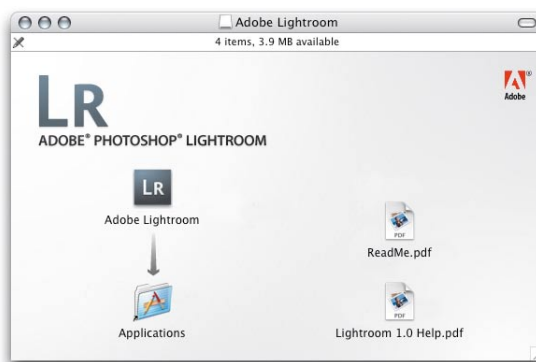 Adobe Lightroom
4 items, 3.9 MB available
LR
ADOBE® PHOTOSHOP® LIGHTROOM
Adobe
LR
Adobe Lightroom
PDF
ReadMe.pdf
Applications
PDF
Lightroom 1.0 Help.pdf